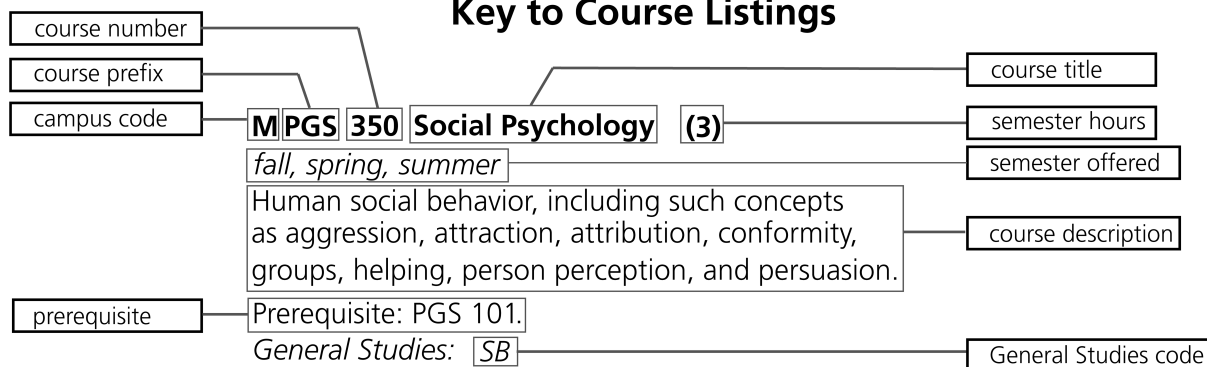 Key to Course Listings
course number
course prefix
campus code
course title
semester hours
semester offered
course description
prerequisite
General Studies code
M PGS 350 Social Psychology (3)
fall, spring, summer
Human social behavior, including such concepts
as aggression, attraction, attribution, conformity,
groups, helping, person perception, and persuasion.
Prerequisite: PGS 101.
General Studies: SB